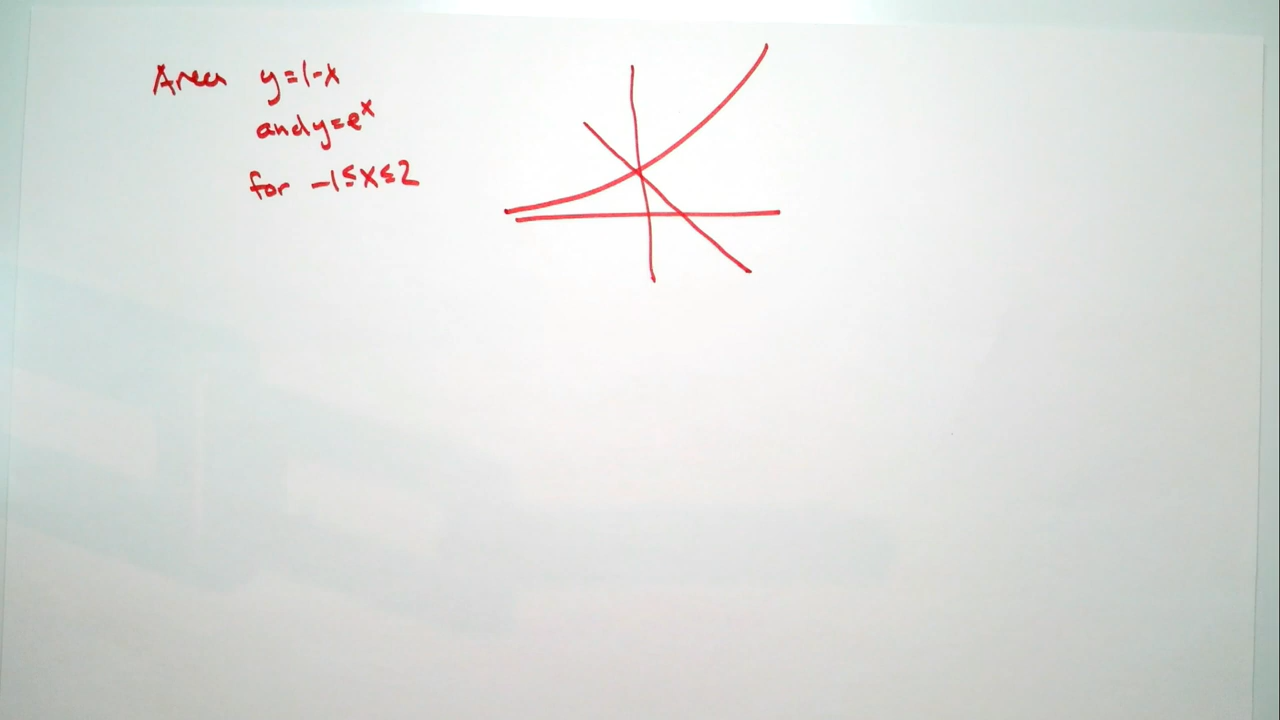 Area y=1-x
and y=e^x
for -1≤x≤2